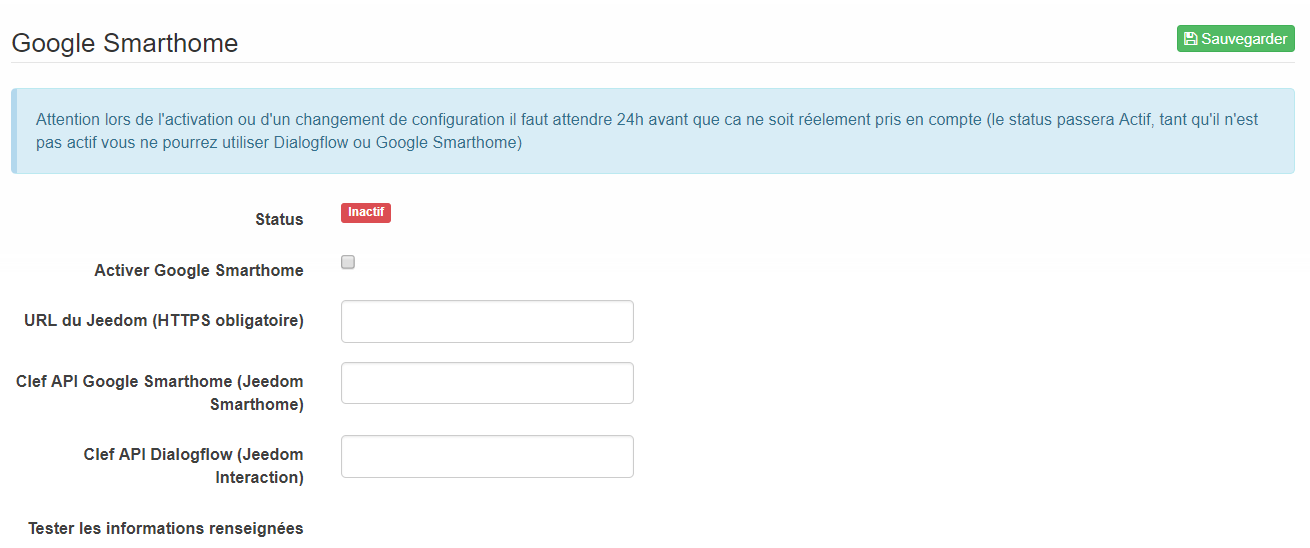 Google Smarthome
Sauvegarder
Attention lors de l'activation ou d'un changement de configuration il faut attendre 24h avant que ca ne soit réelement pris en compte (le status passera Actif, tant qu'il n'est
pas actif vous ne pourrez utiliser Dialogflow ou Google Smarthome)
Status
Inactif
Activer Google Smarthome
URL du Jeedom (HTTPS obligatoire)
Clef API Google Smarthome (Jeedom
Smarthome)
Clef API Dialogflow (Jeedom
Interaction)
Tester les informations renseignées